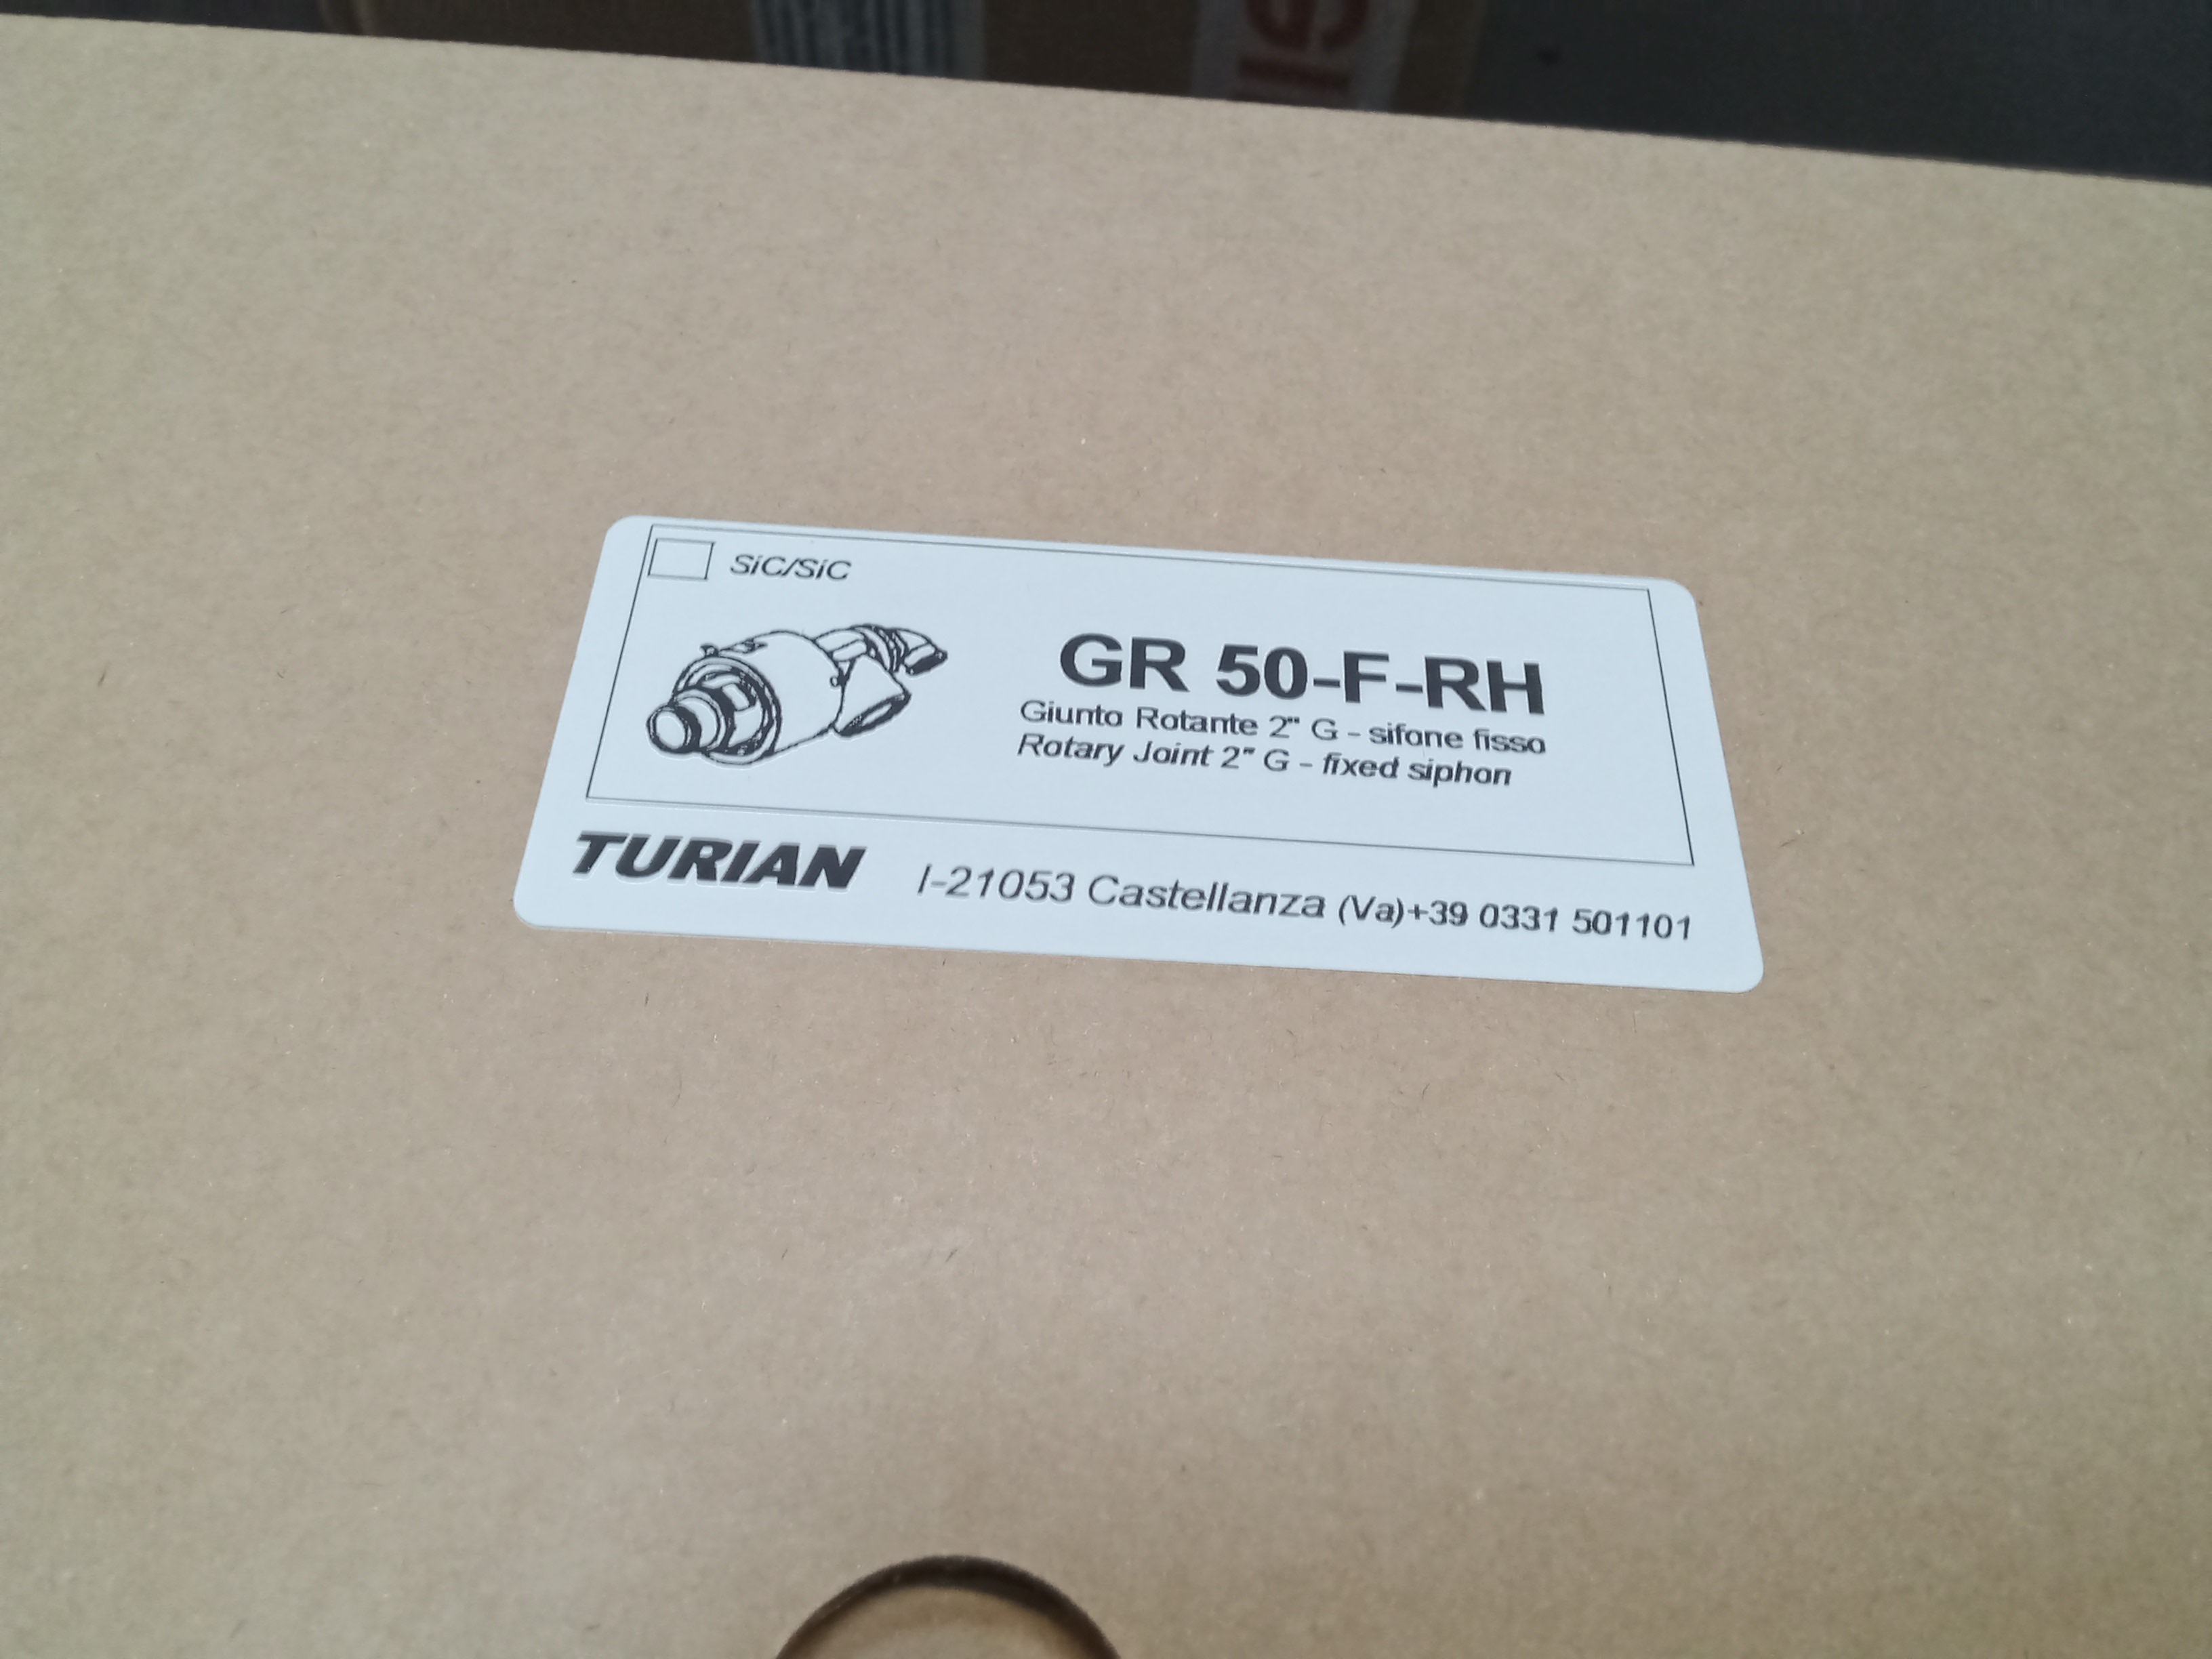 SiC/SiC
GR 50-F-RH
Giunto Rotante 2" G - sifone fisso
Rotary Joint 2" G - fixed siphon
TURIAN
I-21053 Castellanza (Va)+39 0331 501101